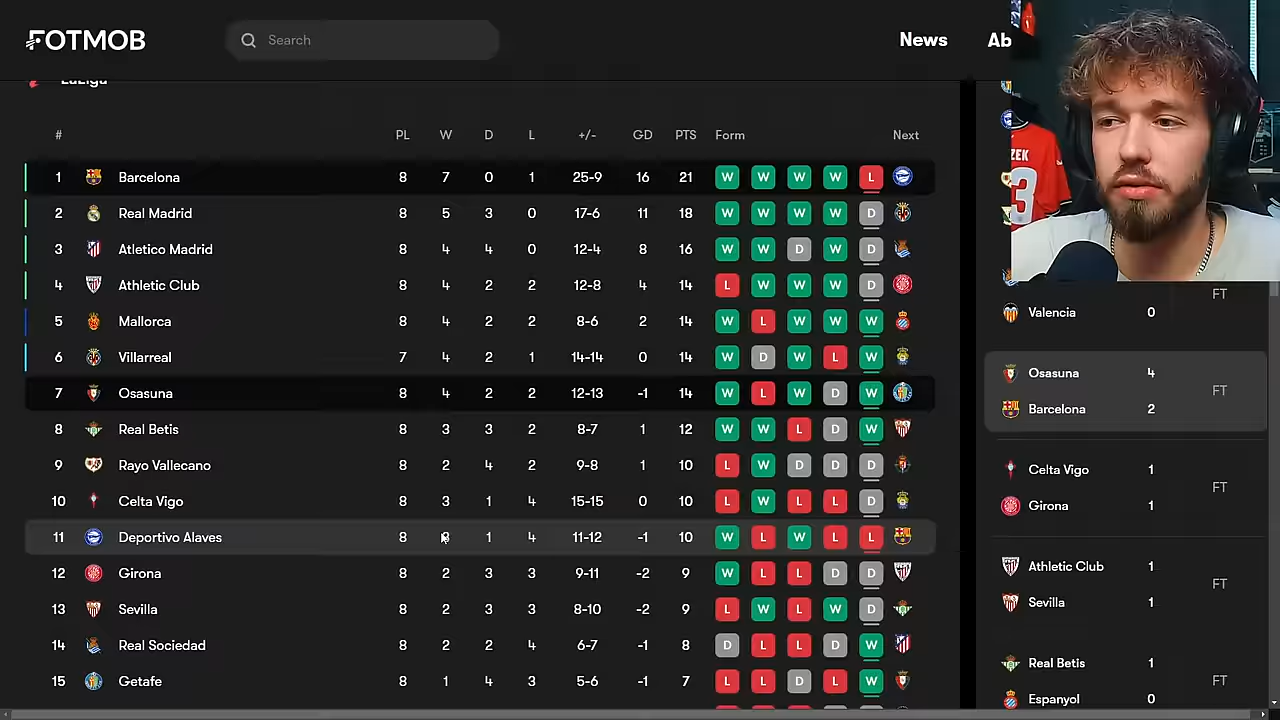 FOTMOB Search News Ab
LaLiga
# PL W D L +/- GD PTS Form Next
1 Barcelona 8 7 0 1 25-9 16 21 W W W W L
2 Real Madrid 8 5 3 0 17-6 11 18 W W W W D
3 Atletico Madrid 8 4 4 0 12-4 8 16 W W D W D
4 Athletic Club 8 4 2 2 12-8 4 14 L W W W D
5 Mallorca 8 4 2 2 8-6 2 14 W L W W W
6 Villarreal 7 4 2 1 14-14 0 14 W D W L W
7 Osasuna 8 4 2 2 12-13 -1 14 W L W D W
8 Real Betis 8 3 3 2 8-7 1 12 W W L D W
9 Rayo Vallecano 8 2 4 2 9-8 1 10 L W D D D
10 Celta Vigo 8 3 1 4 15-15 0 10 L W L L D
11 Deportivo Alaves 8 1 4 11-12 -1 10 W L W L L
12 Girona 8 2 3 3 9-11 -2 9 W L L D D
13 Sevilla 8 2 3 3 8-10 -2 9 L W L W D
14 Real Sociedad 8 2 2 4 6-7 -1 8 D L L D W
15 Getafe 8 1 4 3 5-6 -1 7 L L D L W
ZEK
3
FT
Valencia 0
Osasuna 4
FT
Barcelona 2
Celta Vigo 1
FT
Girona 1
Athletic Club 1
FT
Sevilla 1
Real Betis 1
FT
Espanyol 0